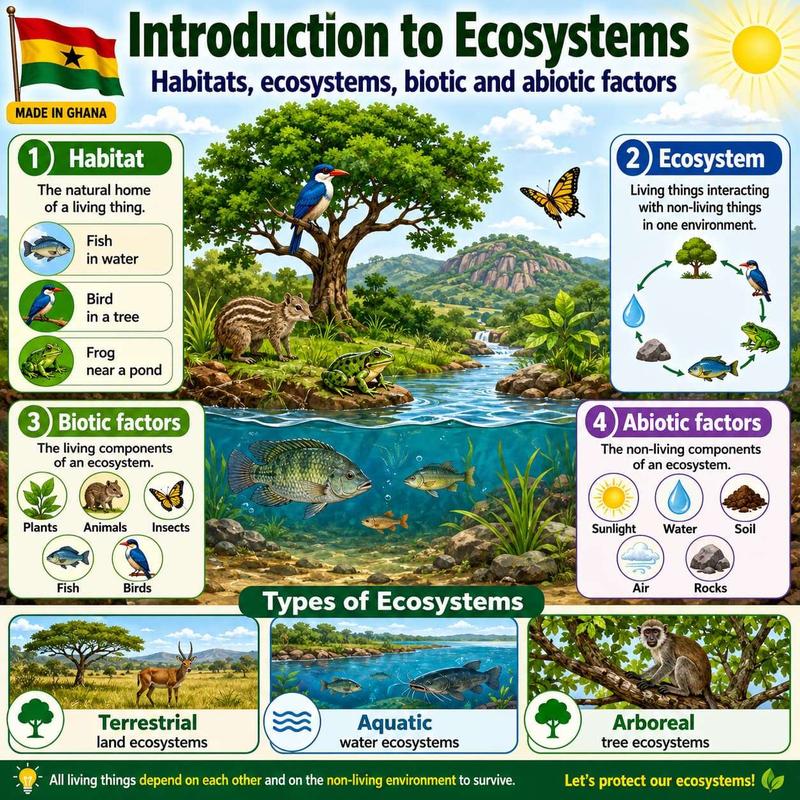 Introduction to Ecosystems
Habitats, ecosystems, biotic and abiotic factors
MADE IN GHANA
1 Habitat
The natural home
of a living thing.
Fish
in water
Bird
in a tree
Frog
near a pond
2 Ecosystem
Living things interacting
with non-living things
in one environment.
3 Biotic factors
The living components
of an ecosystem.
Plants
Animals
Insects
Fish
Birds
4 Abiotic factors
The non-living components
of an ecosystem.
Sunlight
Water
Soil
Air
Rocks
Types of Ecosystems
Terrestrial
land ecosystems
Aquatic
water ecosystems
Arboreal
tree ecosystems
All living things depend on each other and on the non-living environment to survive.
Let's protect our ecosystems!